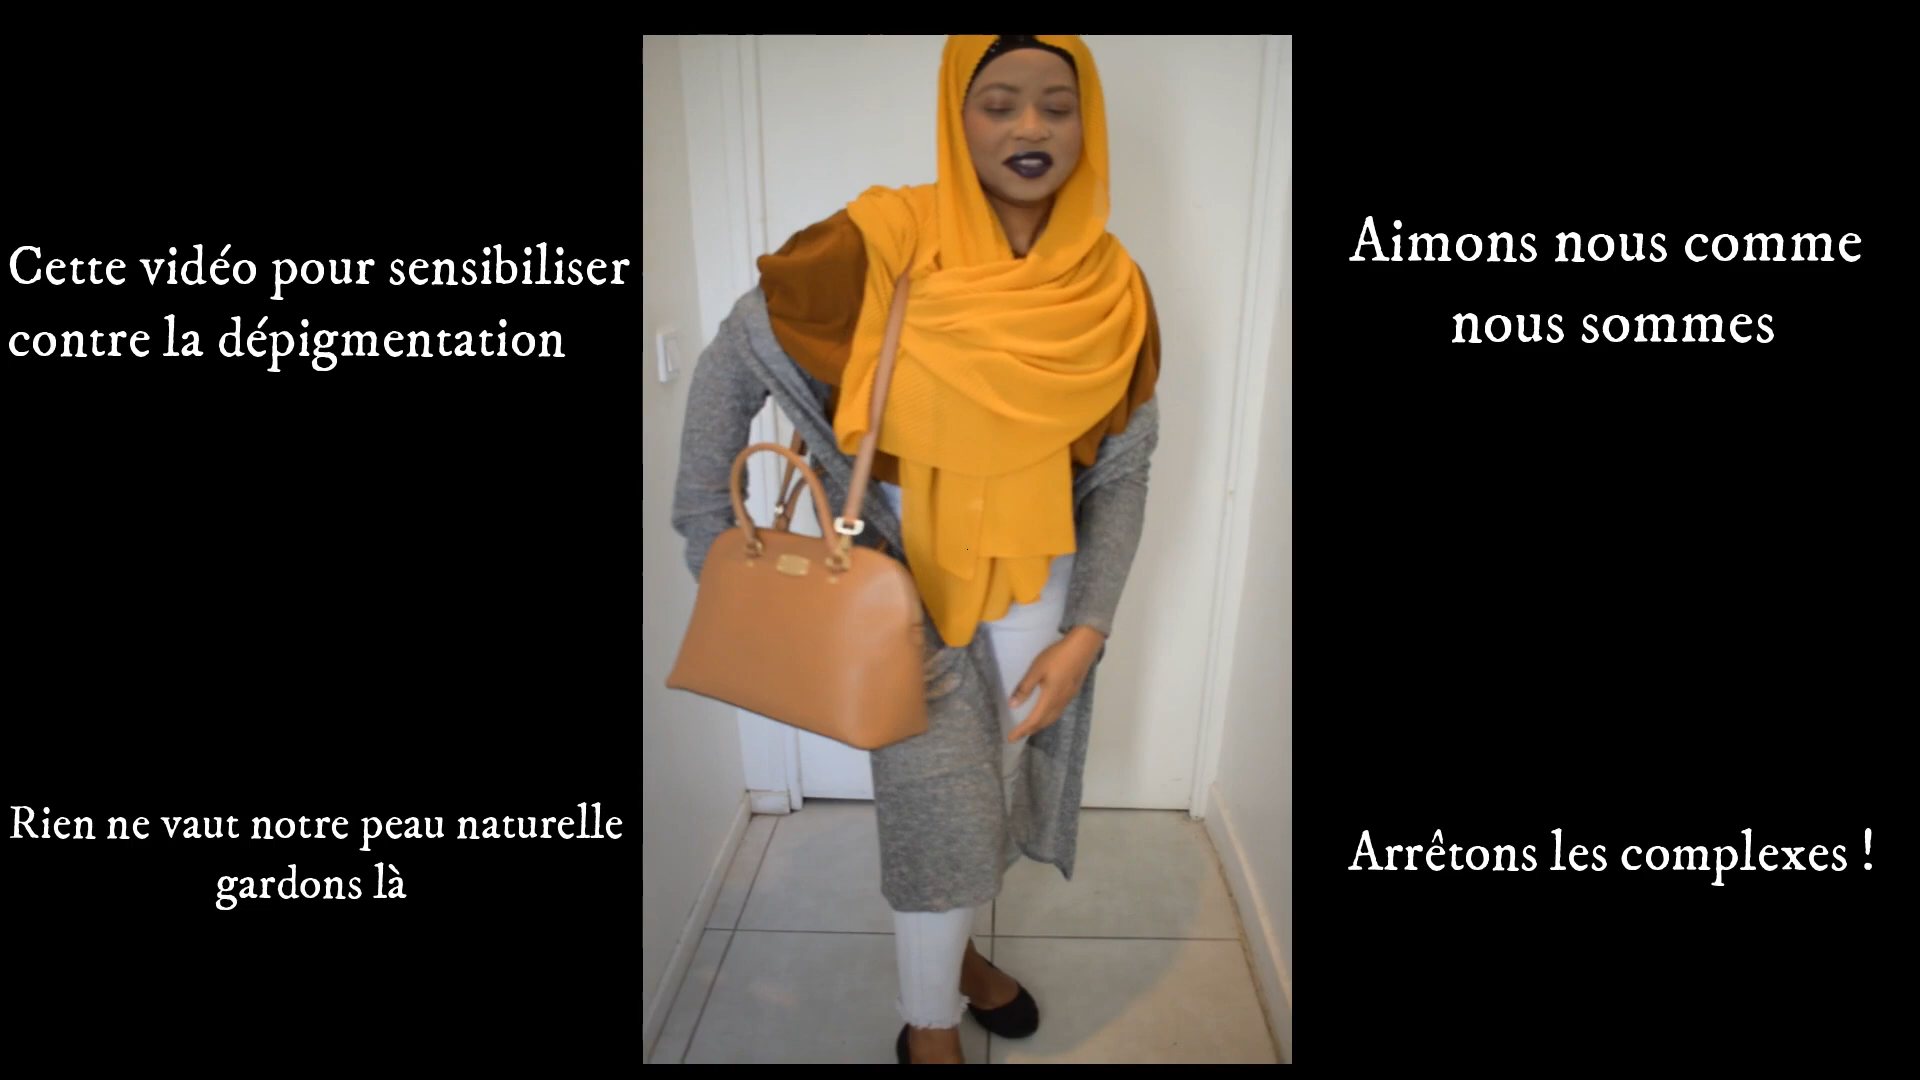 Cette vidéo pour sensibiliser
contre la dépigmentation
Aimons nous comme
nous sommes
Rien ne vaut notre peau naturelle
gardons là
Arrêtons les complexes !